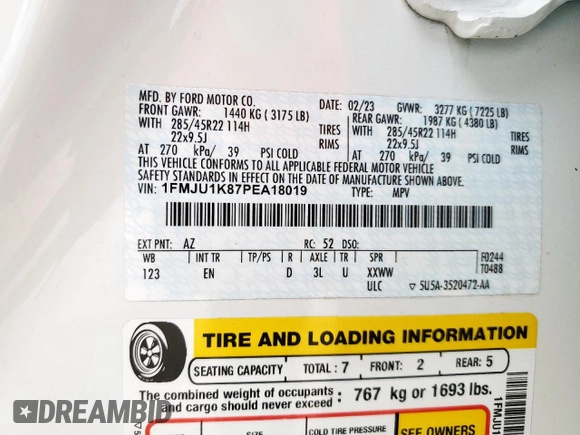 MFD. BY FORD MOTOR CO.
DATE: 02/23 GVWR: 3277 KG (7225 LB)
FRONT GAWR: 1440 KG (3175 LB) REAR GAWR: 1987 KG (4380 LB)
WITH 285/45R22 114H TIRES WITH 285/45R22 114H TIRES
22x9.5J RIMS 22x9.5J RIMS
AT 270 kPa/ 39 PSI COLD AT 270 kPa/ 39 PSI COLD
THIS VEHICLE CONFORMS TO ALL APPLICABLE FEDERAL MOTOR VEHICLE
SAFETY STANDARDS IN EFFECT ON THE DATE OF MANUFACTURE SHOWN ABOVE.
VIN: 1FMJU1K87PEA18019 TYPE: MPV
EXT PNT: AZ RC: 52 DSO:
WB INT TR TP/PS R AXLE TR SPR F0244
123 EN D 3L U XXWW T0488
ULC ▽ 5U5A-3520472-AA
TIRE AND LOADING INFORMATION
SEATING CAPACITY TOTAL: 7 FRONT: 2 REAR: 5
The combined weight of occupants and cargo should never exceed: 767 kg or 1693 lbs.
SIZE COLD TIRE PRESSURE SEE OWNERS
1FMJU
DREAMBID